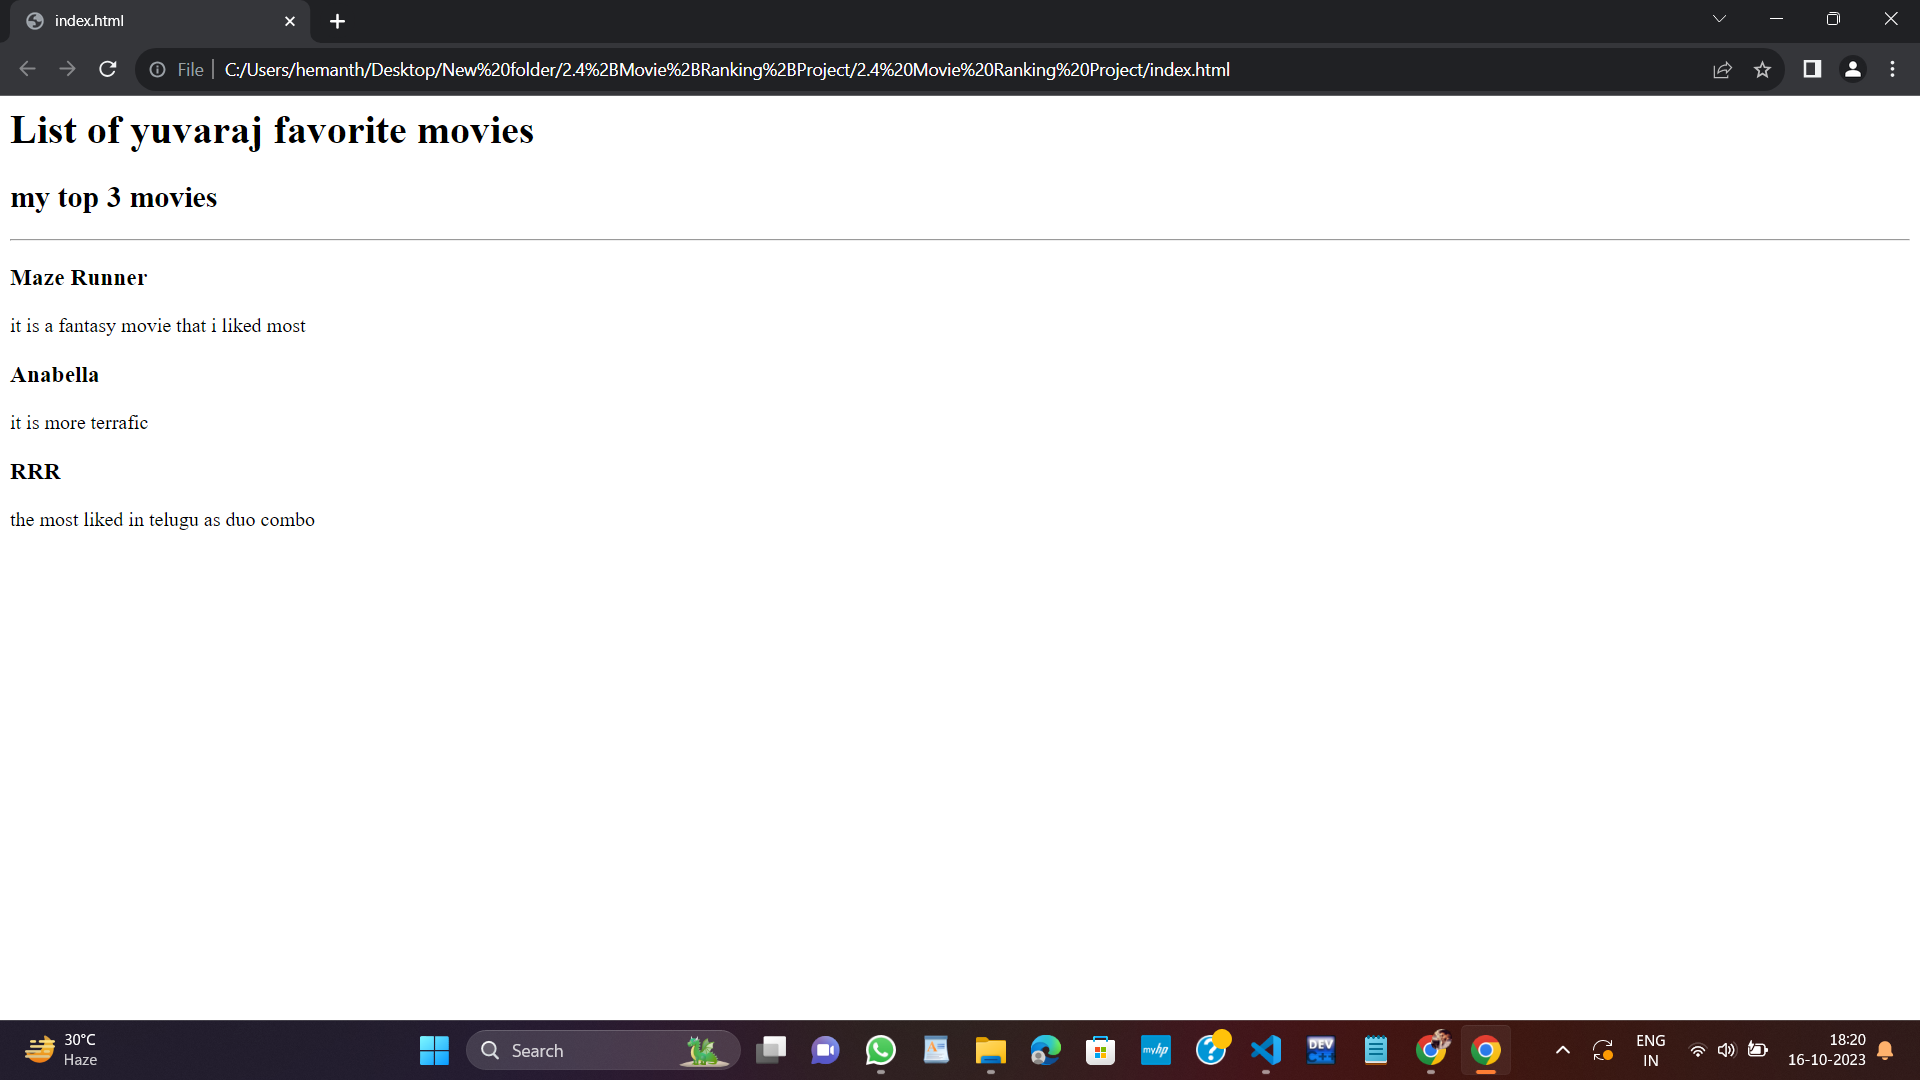 index.html
File
C:/Users/hemanth/Desktop/New%20folder/2.4%2BMovie%2BRanking%2BProject/2.4%20Movie%20Ranking%20Project/index.html
List of yuvaraj favorite movies
my top 3 movies
Maze Runner
it is a fantasy movie that i liked most
Anabella
it is more terrafic
RRR
the most liked in telugu as duo combo
30°C
Haze
Search
myhp
DEV
C++
ENG
IN
18:20
16-10-2023